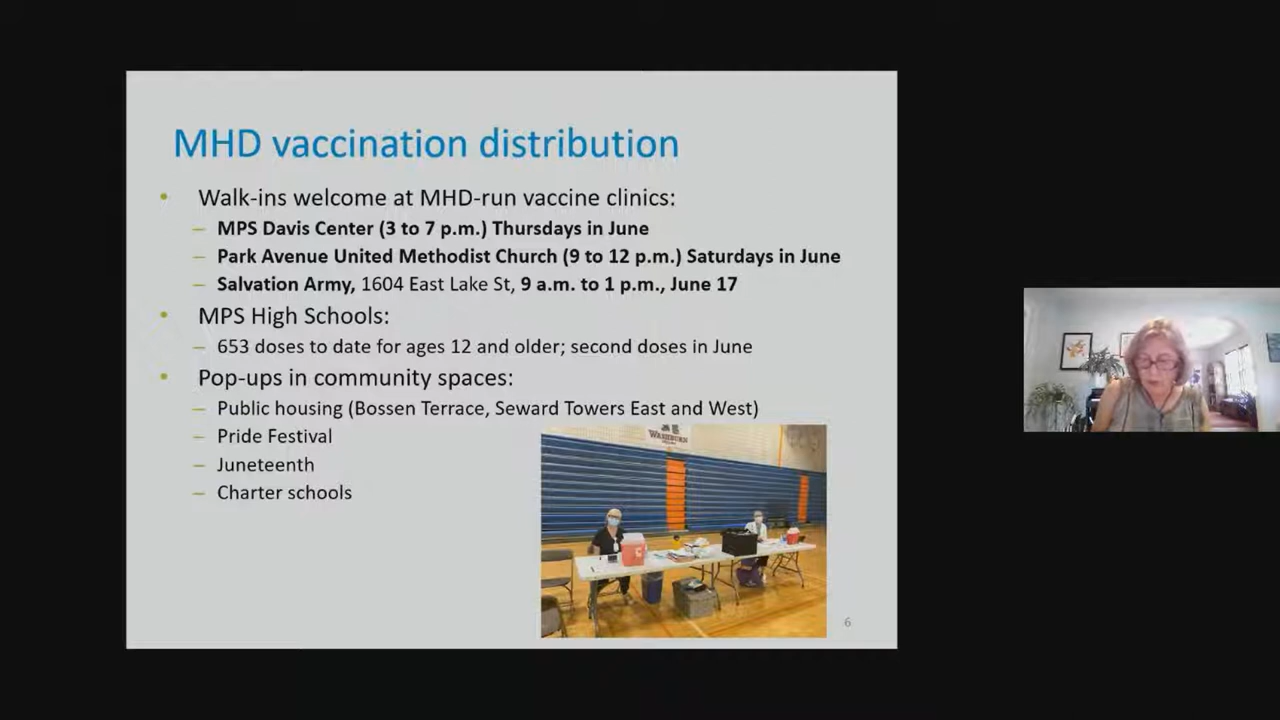 MHD vaccination distribution
• Walk-ins welcome at MHD-run vaccine clinics:
– MPS Davis Center (3 to 7 p.m.) Thursdays in June
– Park Avenue United Methodist Church (9 to 12 p.m.) Saturdays in June
– Salvation Army, 1604 East Lake St, 9 a.m. to 1 p.m., June 17
• MPS High Schools:
– 653 doses to date for ages 12 and older; second doses in June
• Pop-ups in community spaces:
– Public housing (Bossen Terrace, Seward Towers East and West)
– Pride Festival
– Juneteenth
– Charter schools
WASHBURN
6